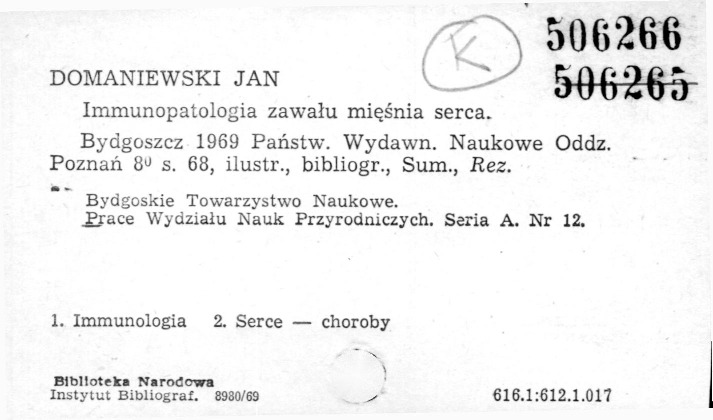 K
506266
506265
DOMANIEWSKI JAN
Immunopatologia zawału mięśnia serca.
Bydgoszcz 1969 Państw. Wydawn. Naukowe Oddz.
Poznań 8⁰ s. 68, ilustr., bibliogr., Sum., Rez.
Bydgoskie Towarzystwo Naukowe.
Prace Wydziału Nauk Przyrodniczych. Seria A. Nr 12.
1. Immunologia 2. Serce — choroby
Biblioteka Narodowa
Instytut Bibliograf. 8980/69 616.1:612.1.017